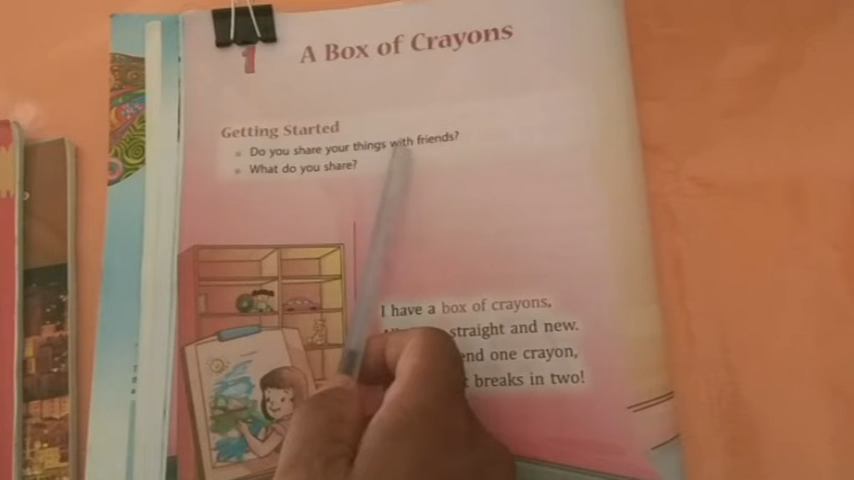 1
A Box of Crayons
Getting Started
Do you share your things with friends?
What do you share?
I have a box of crayons,
straight and new.
one crayon,
breaks in two!